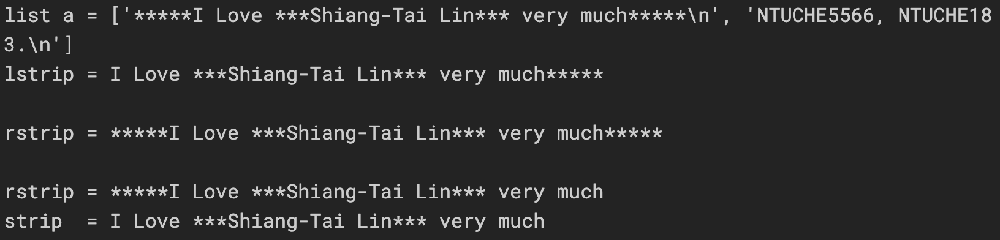 list a = ['*****I Love ***Shiang-Tai Lin*** very much*****\n', 'NTUCHE5566, NTUCHE18
3.\n']
lstrip = I Love ***Shiang-Tai Lin*** very much*****
rstrip = *****I Love ***Shiang-Tai Lin*** very much*****
rstrip = *****I Love ***Shiang-Tai Lin*** very much
strip  = I Love ***Shiang-Tai Lin*** very much